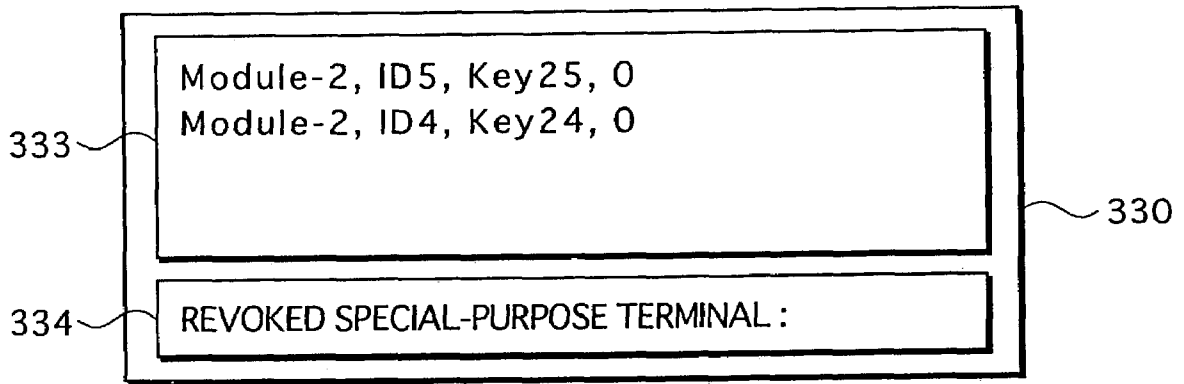 Module-2, ID5, Key25, 0
Module-2, ID4, Key24, 0
333
330
334
REVOKED SPECIAL-PURPOSE TERMINAL :